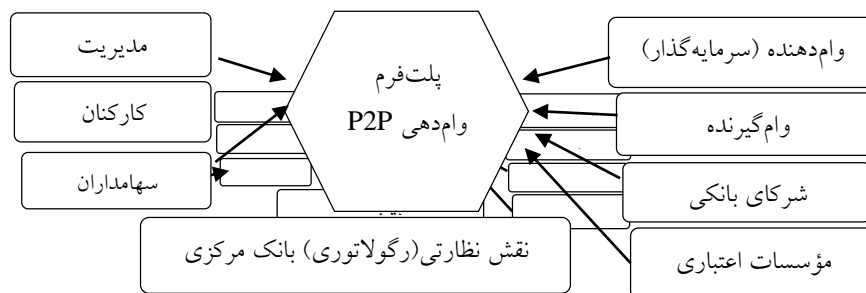 مدیریت
کارکنان
سهامداران
پلت‌فرم
وام‌دهی P2P
وام‌دهنده (سرمایه‌گذار)
وام‌گیرنده
شرکای بانکی
مؤسسات اعتباری
نقش نظارتی(رگولاتوری) بانک مرکزی